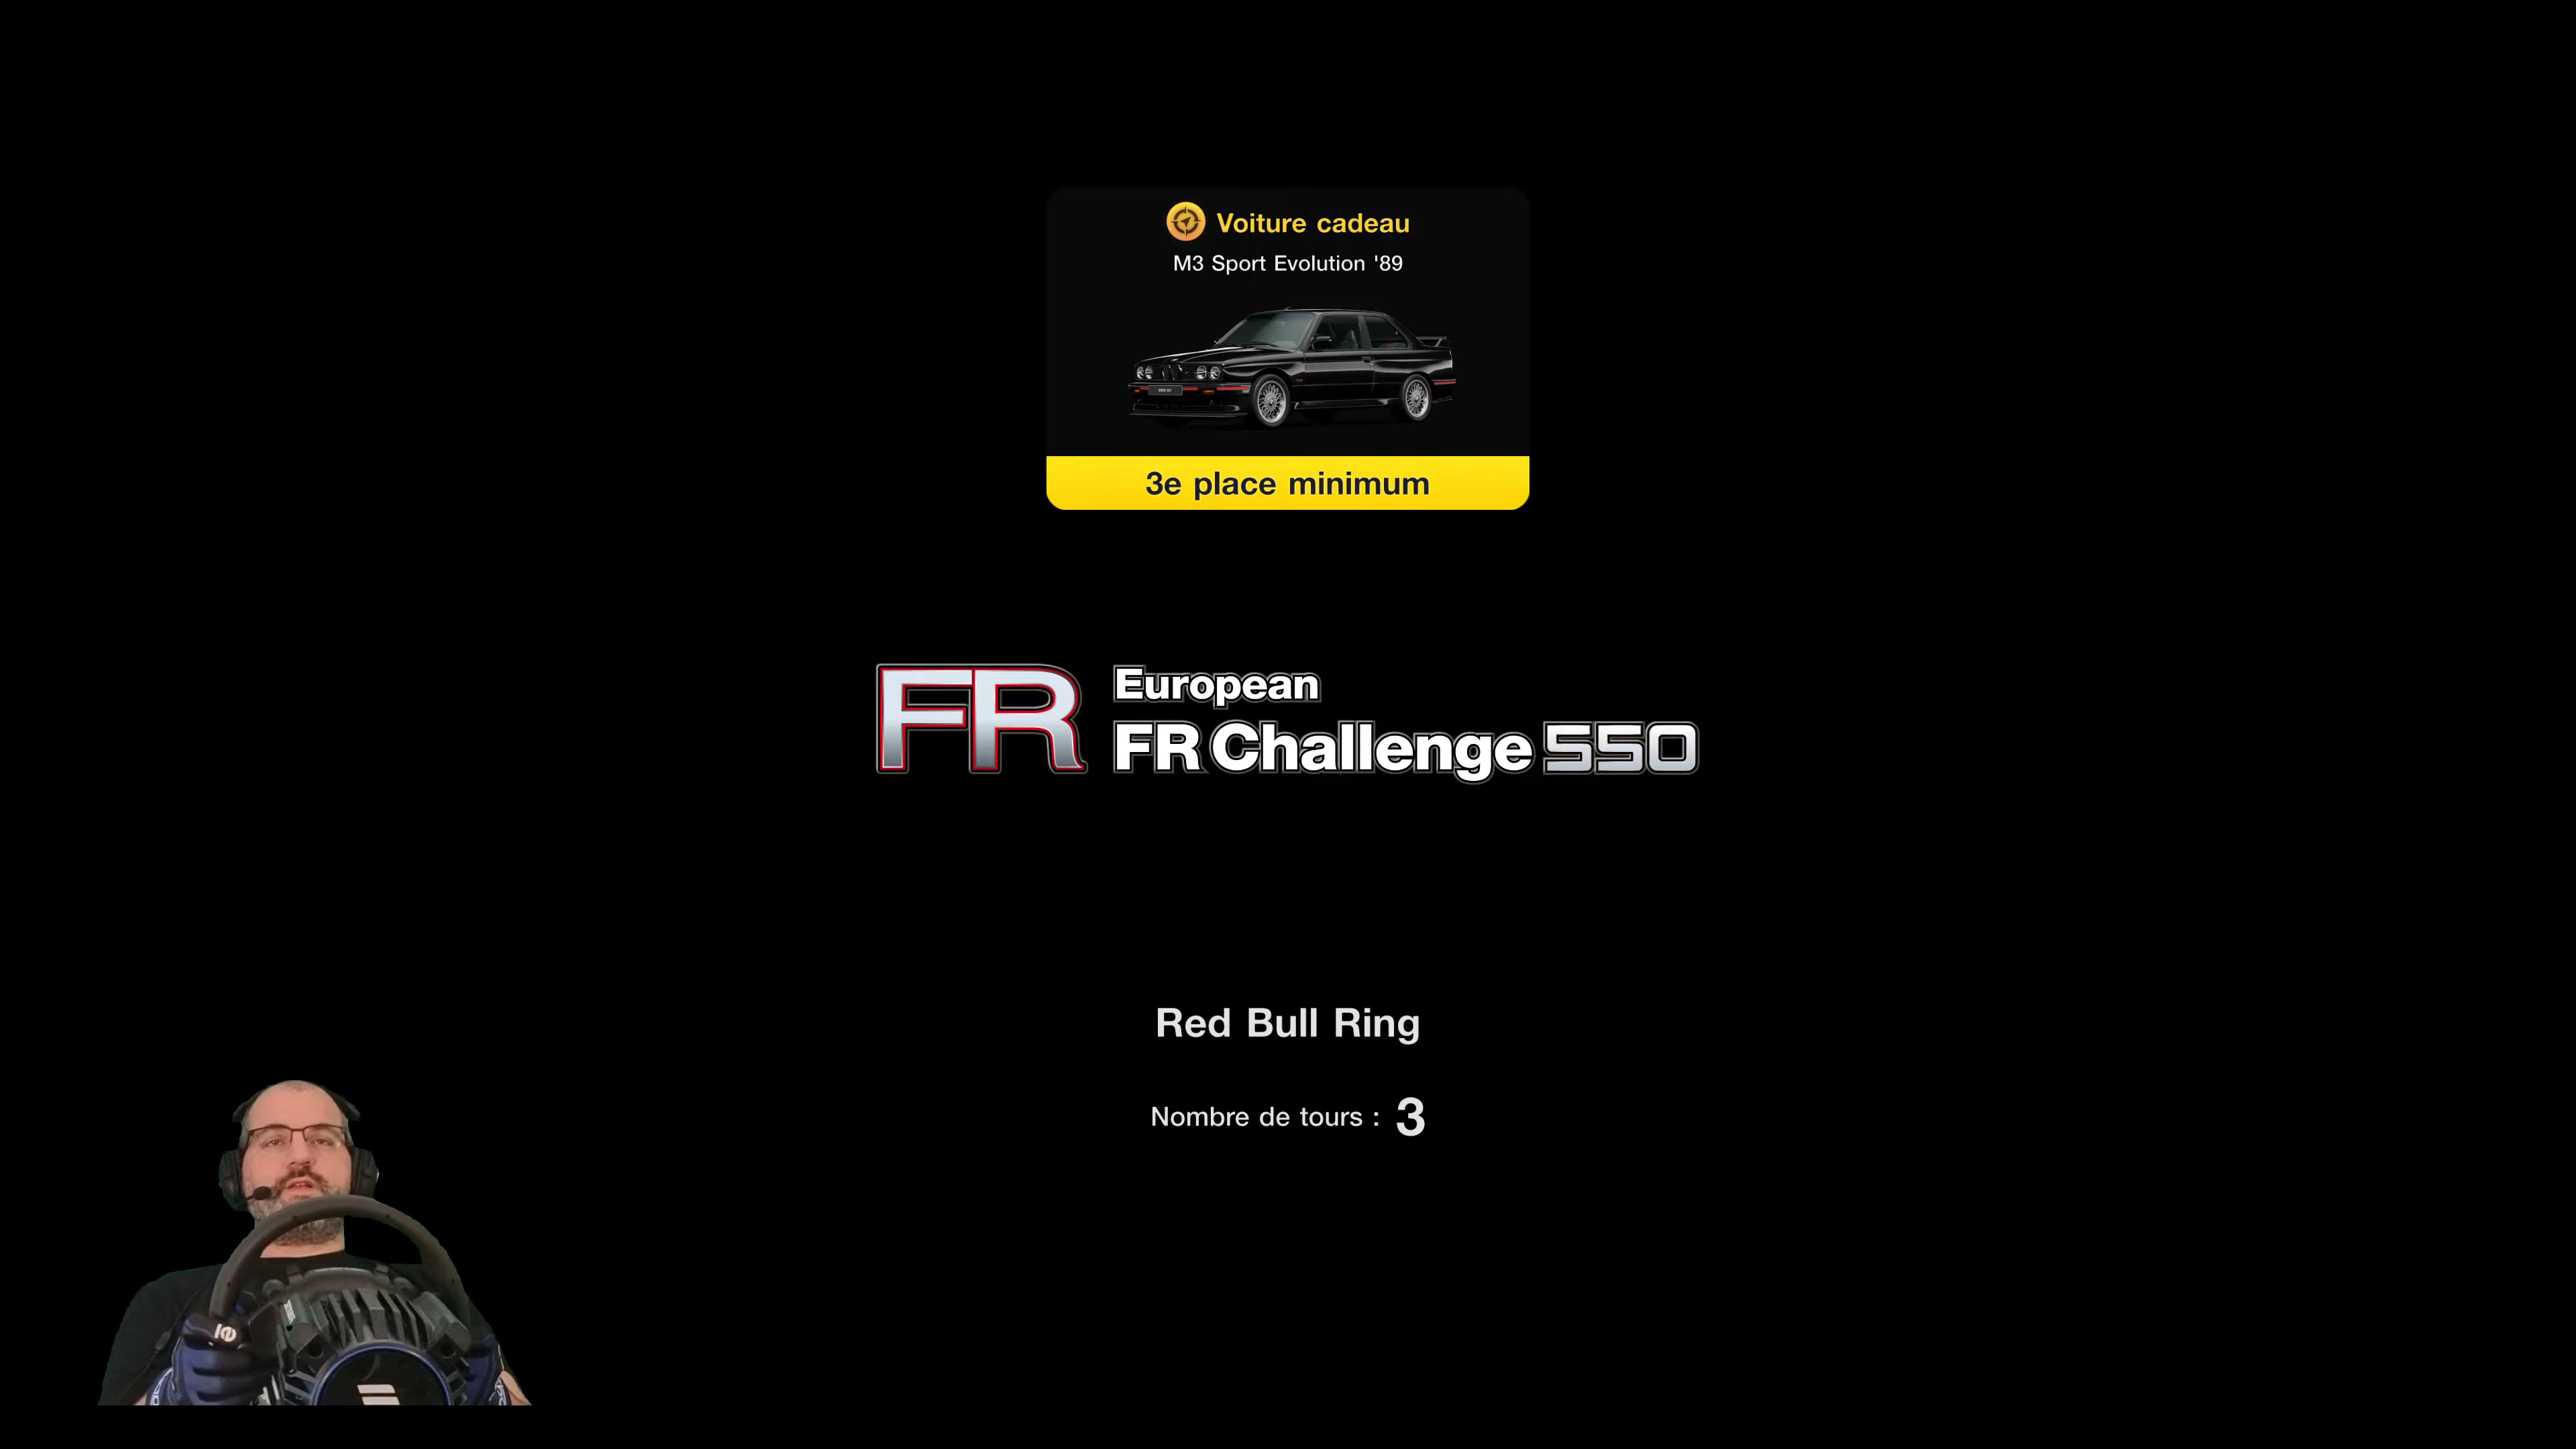 Voiture cadeau
M3 Sport Evolution '89
3e place minimum
FR
European
FR Challenge 550
Red Bull Ring
Nombre de tours : 3